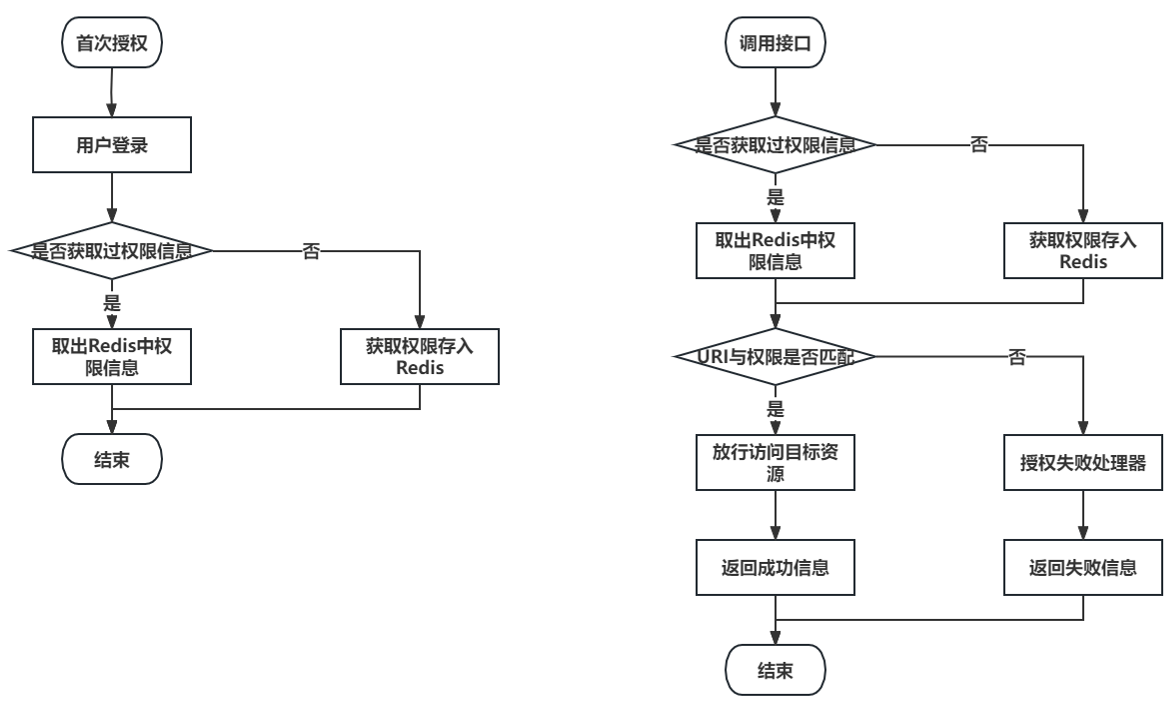 首次授权
用户登录
是否获取过权限信息
否
是
取出Redis中权
限信息
获取权限存入
Redis
结束
调用接口
是否获取过权限信息
否
是
取出Redis中权
限信息
获取权限存入
Redis
URI与权限是否匹配
否
是
放行访问目标资
源
授权失败处理器
返回成功信息
返回失败信息
结束